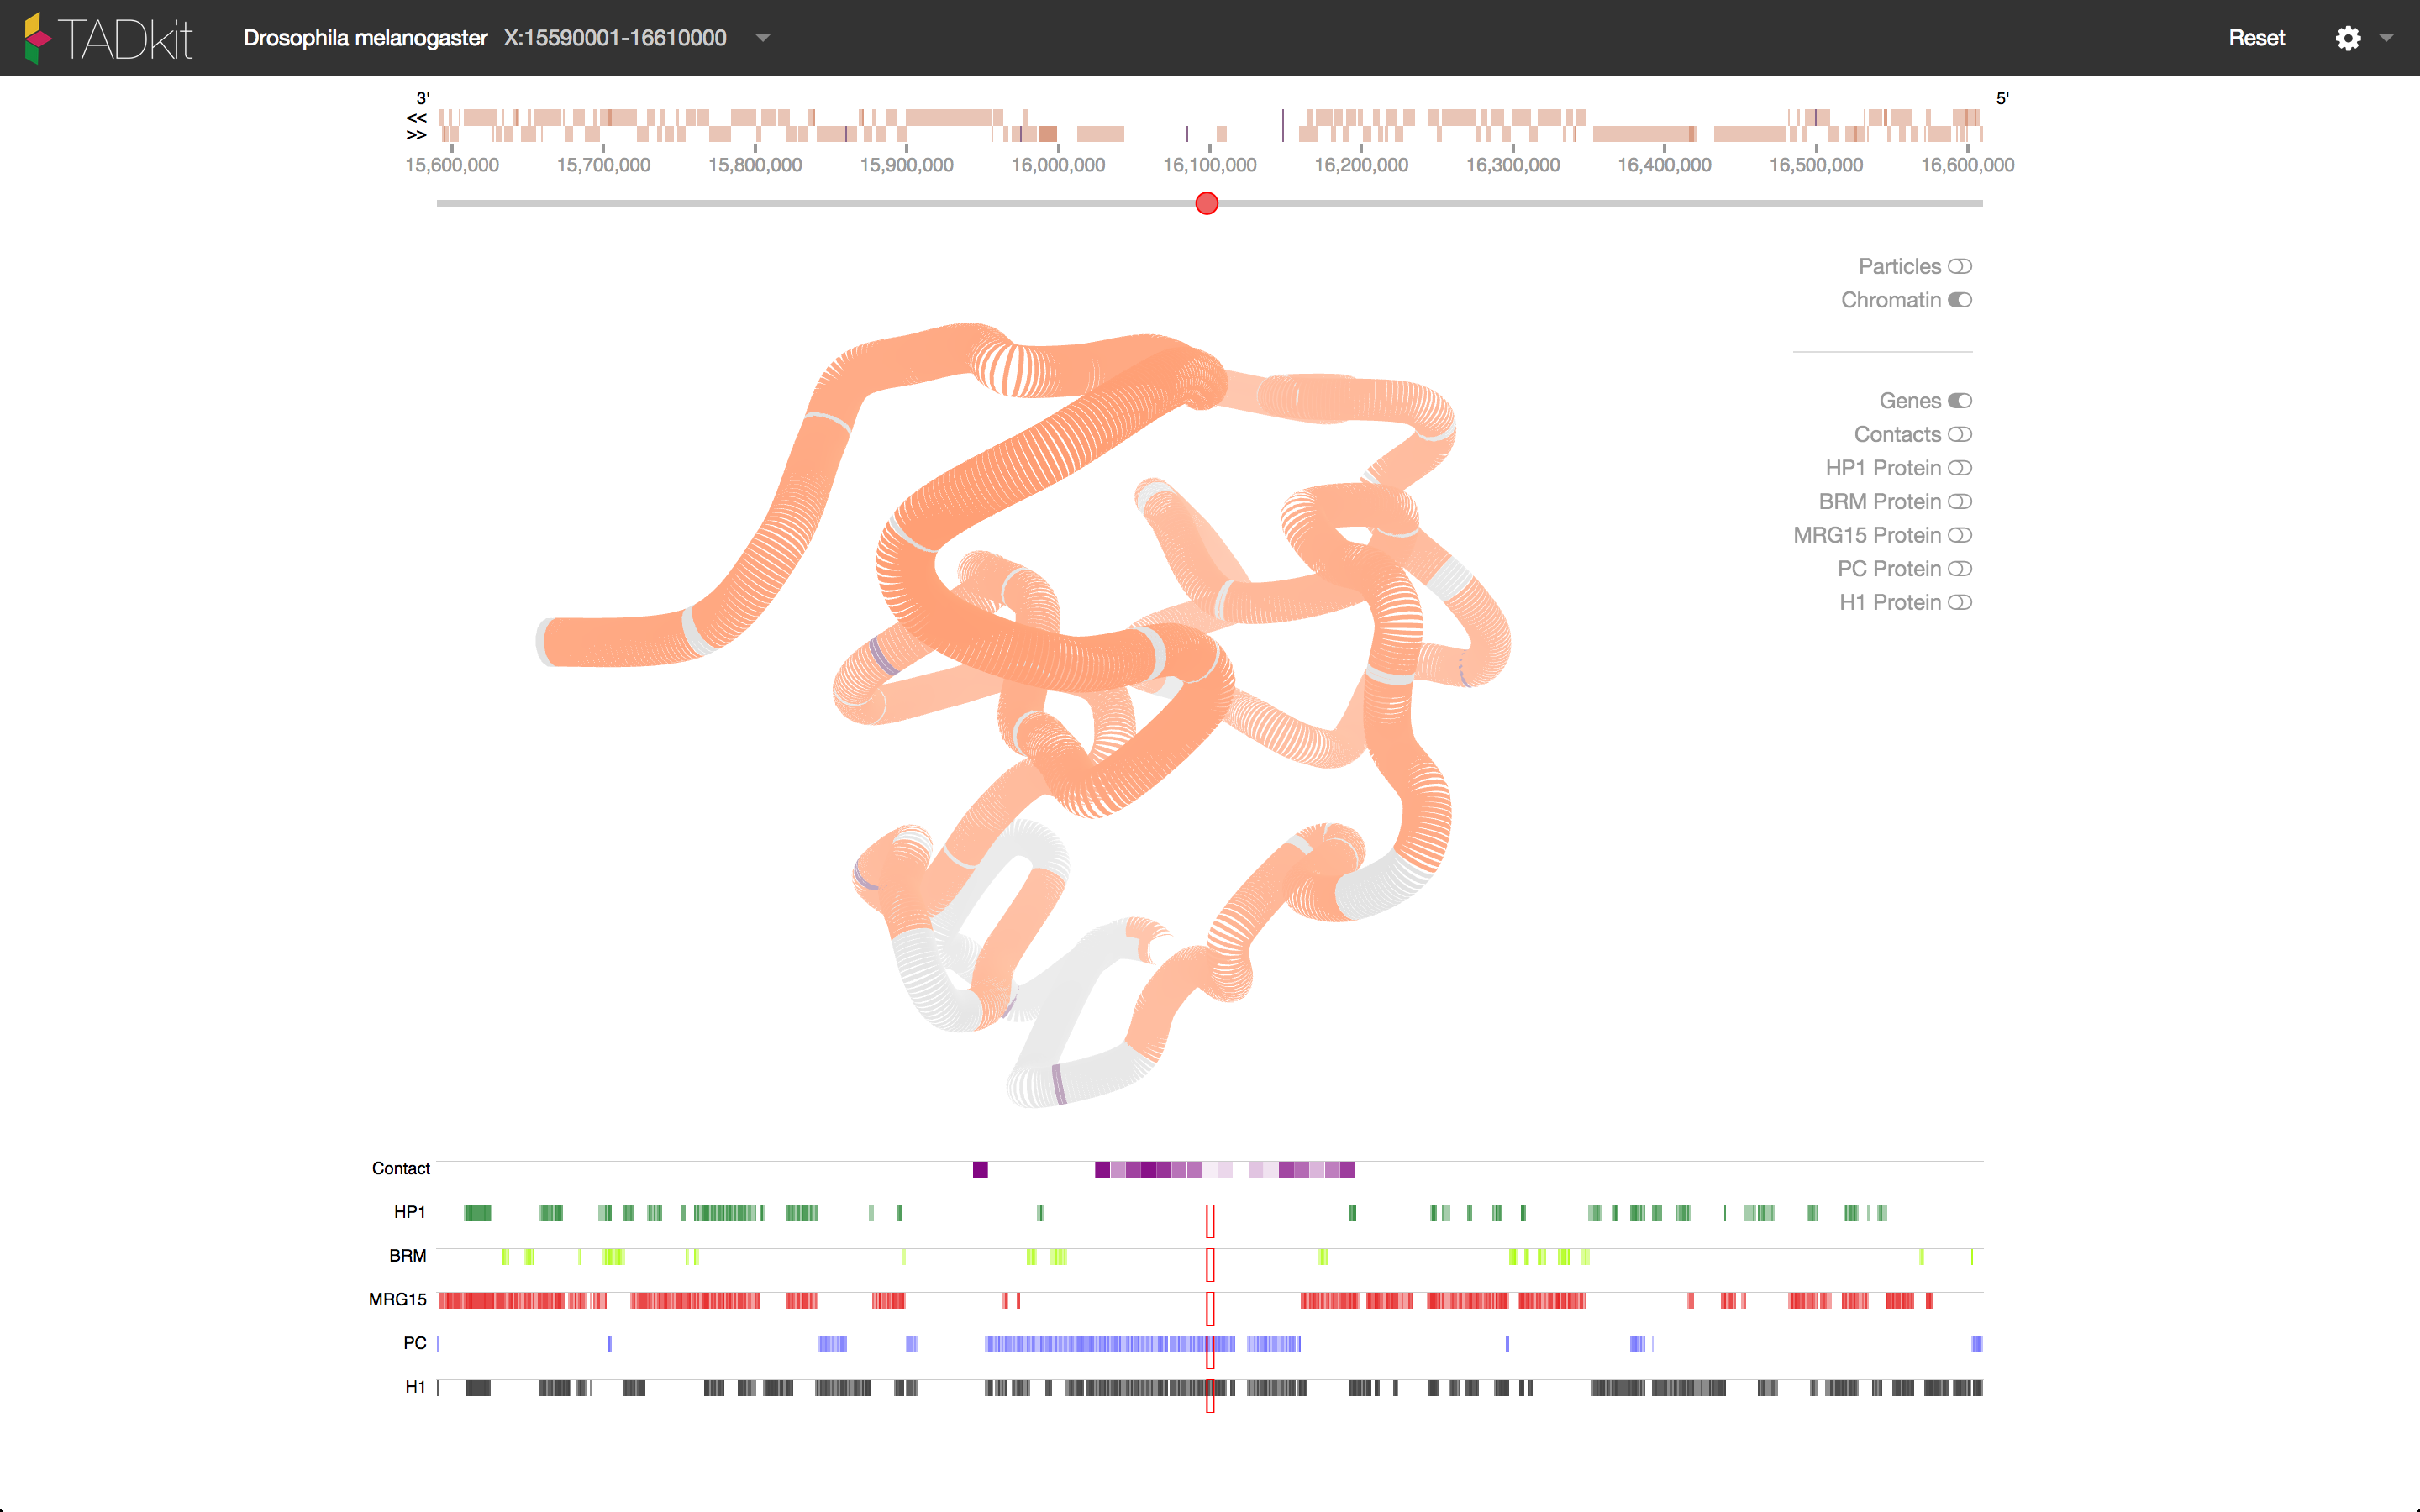 TADkit Drosophila melanogaster X:15590001-16610000 Reset
3' 5'
<<
>>
15,600,000 15,700,000 15,800,000 15,900,000 16,000,000 16,100,000 16,200,000 16,300,000 16,400,000 16,500,000 16,600,000
Particles
Chromatin
Genes
Contacts
HP1 Protein
BRM Protein
MRG15 Protein
PC Protein
H1 Protein
Contact
HP1
BRM
MRG15
PC
H1